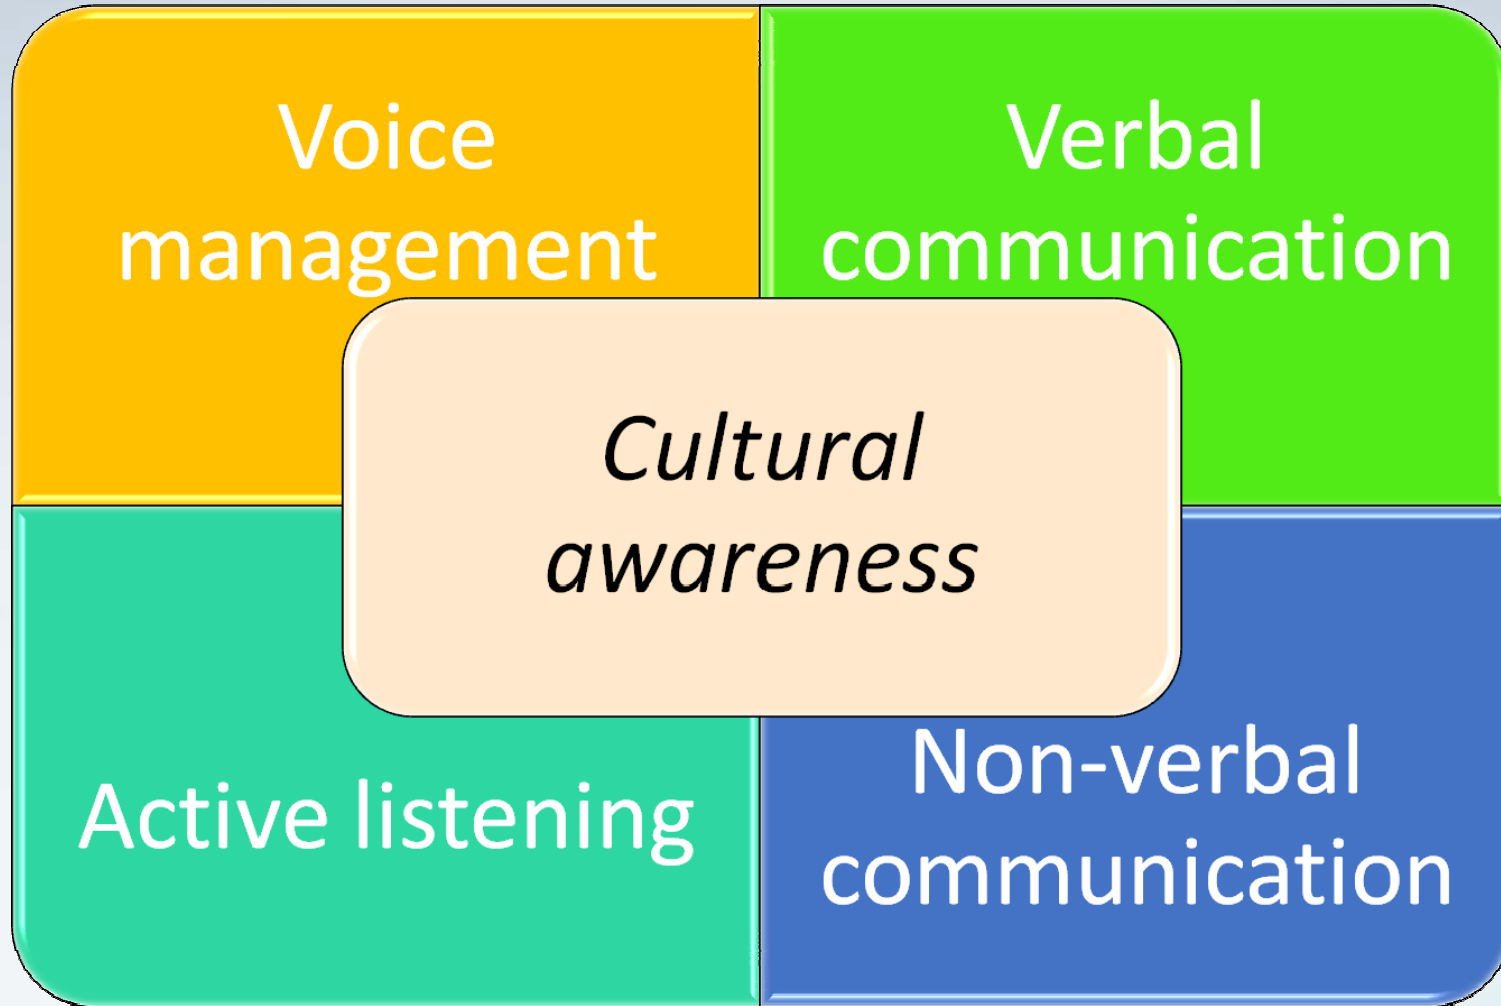 Voice
management
Verbal
communication
Cultural
awareness
Active listening
Non-verbal
communication